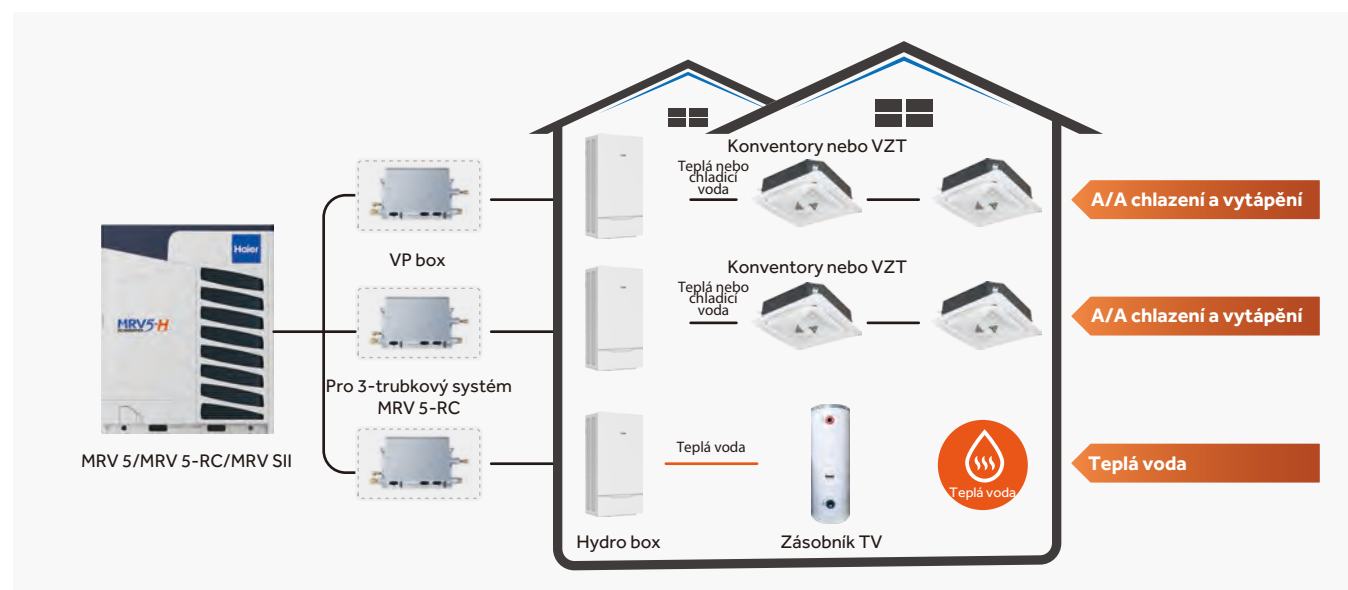 Konventory nebo VZT
Teplá nebo
chladící
voda
A/A chlazení a vytápění
Haier
VP box
Konventory nebo VZT
Teplá nebo
chladící
voda
A/A chlazení a vytápění
MRV5-H
Pro 3-trubkový systém
MRV 5-RC
MRV 5/MRV 5-RC/MRV SII
Teplá voda
Teplá voda
Teplá voda
Hydro box
Zásobník TV